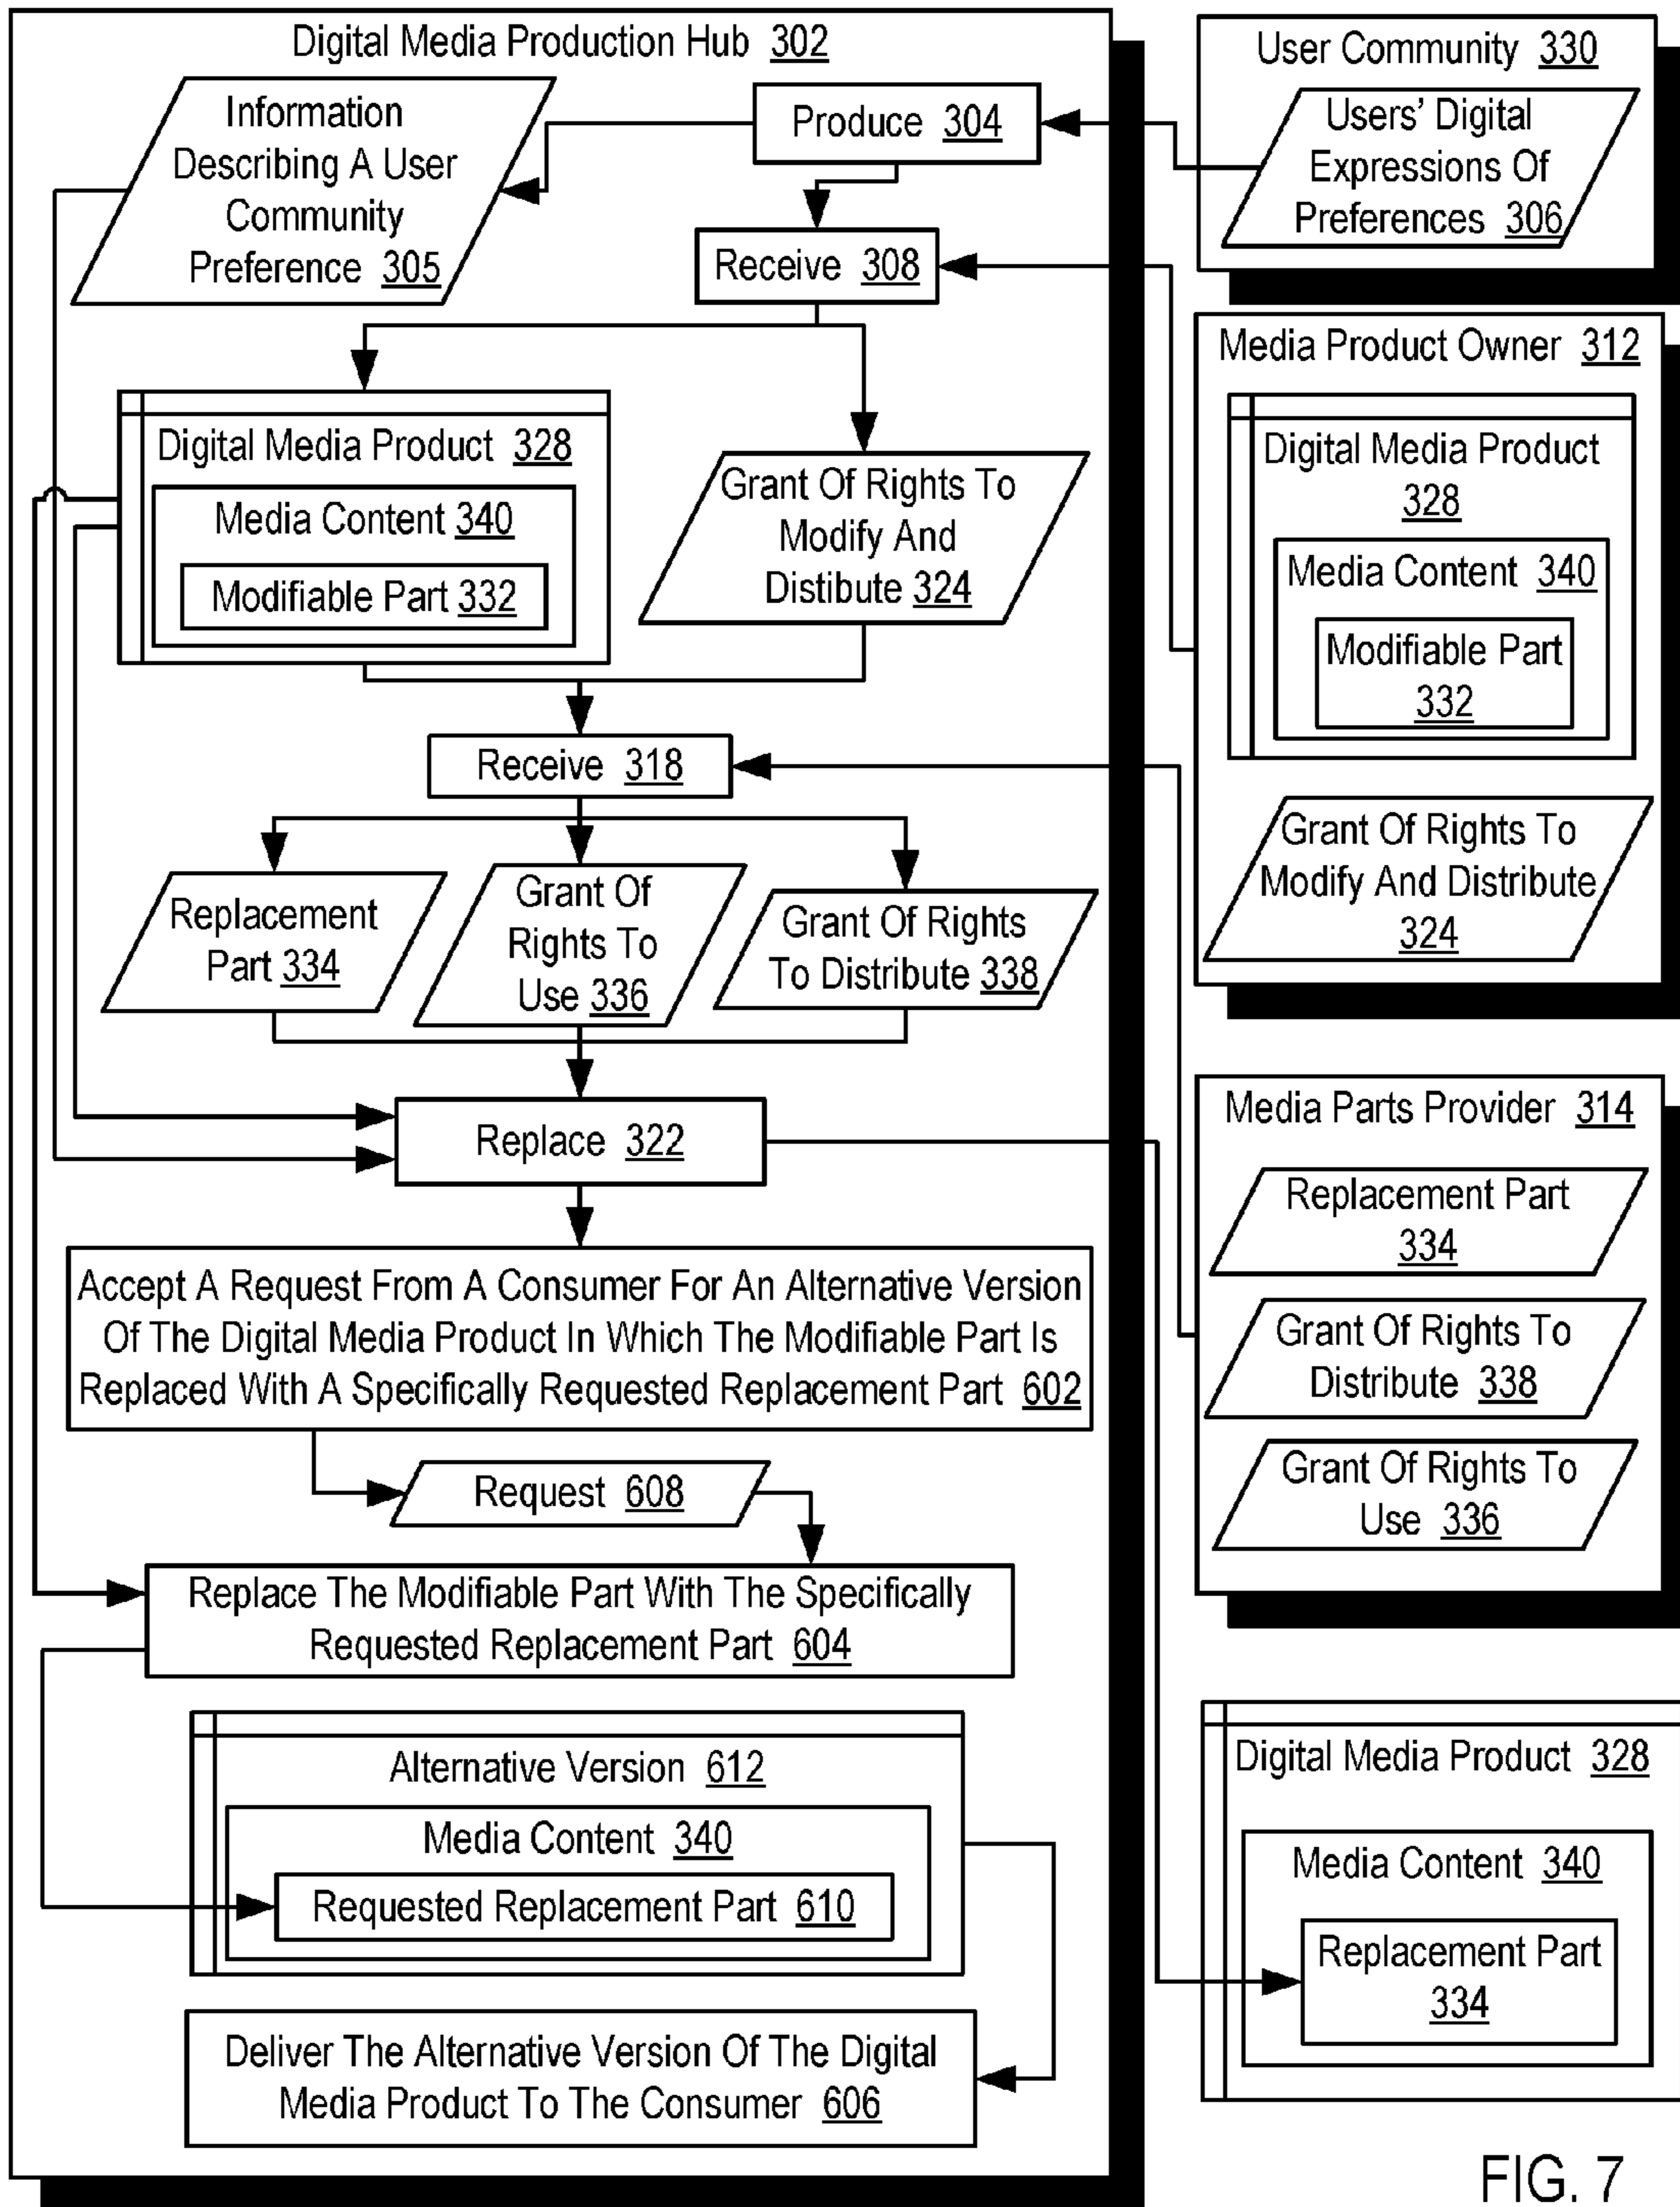 Digital Media Production Hub 302
Information
Describing A User
Community
Preference 305
Produce 304
Receive 308
Digital Media Product 328
Media Content 340
Modifiable Part 332
Grant Of Rights To
Modify And
Distibute 324
Receive 318
Replacement
Part 334
Grant Of
Rights To
Use 336
Grant Of Rights
To Distribute 338
Replace 322
Accept A Request From A Consumer For An Alternative Version
Of The Digital Media Product In Which The Modifiable Part Is
Replaced With A Specifically Requested Replacement Part 602
Request 608
Replace The Modifiable Part With The Specifically
Requested Replacement Part 604
Alternative Version 612
Media Content 340
Requested Replacement Part 610
Deliver The Alternative Version Of The Digital
Media Product To The Consumer 606
User Community 330
Users' Digital
Expressions Of
Preferences 306
Media Product Owner 312
Digital Media Product
328
Media Content 340
Modifiable Part
332
Grant Of Rights To
Modify And Distribute
324
Media Parts Provider 314
Replacement Part
334
Grant Of Rights To
Distribute 338
Grant Of Rights To
Use 336
Digital Media Product 328
Media Content 340
Replacement Part
334
FIG. 7